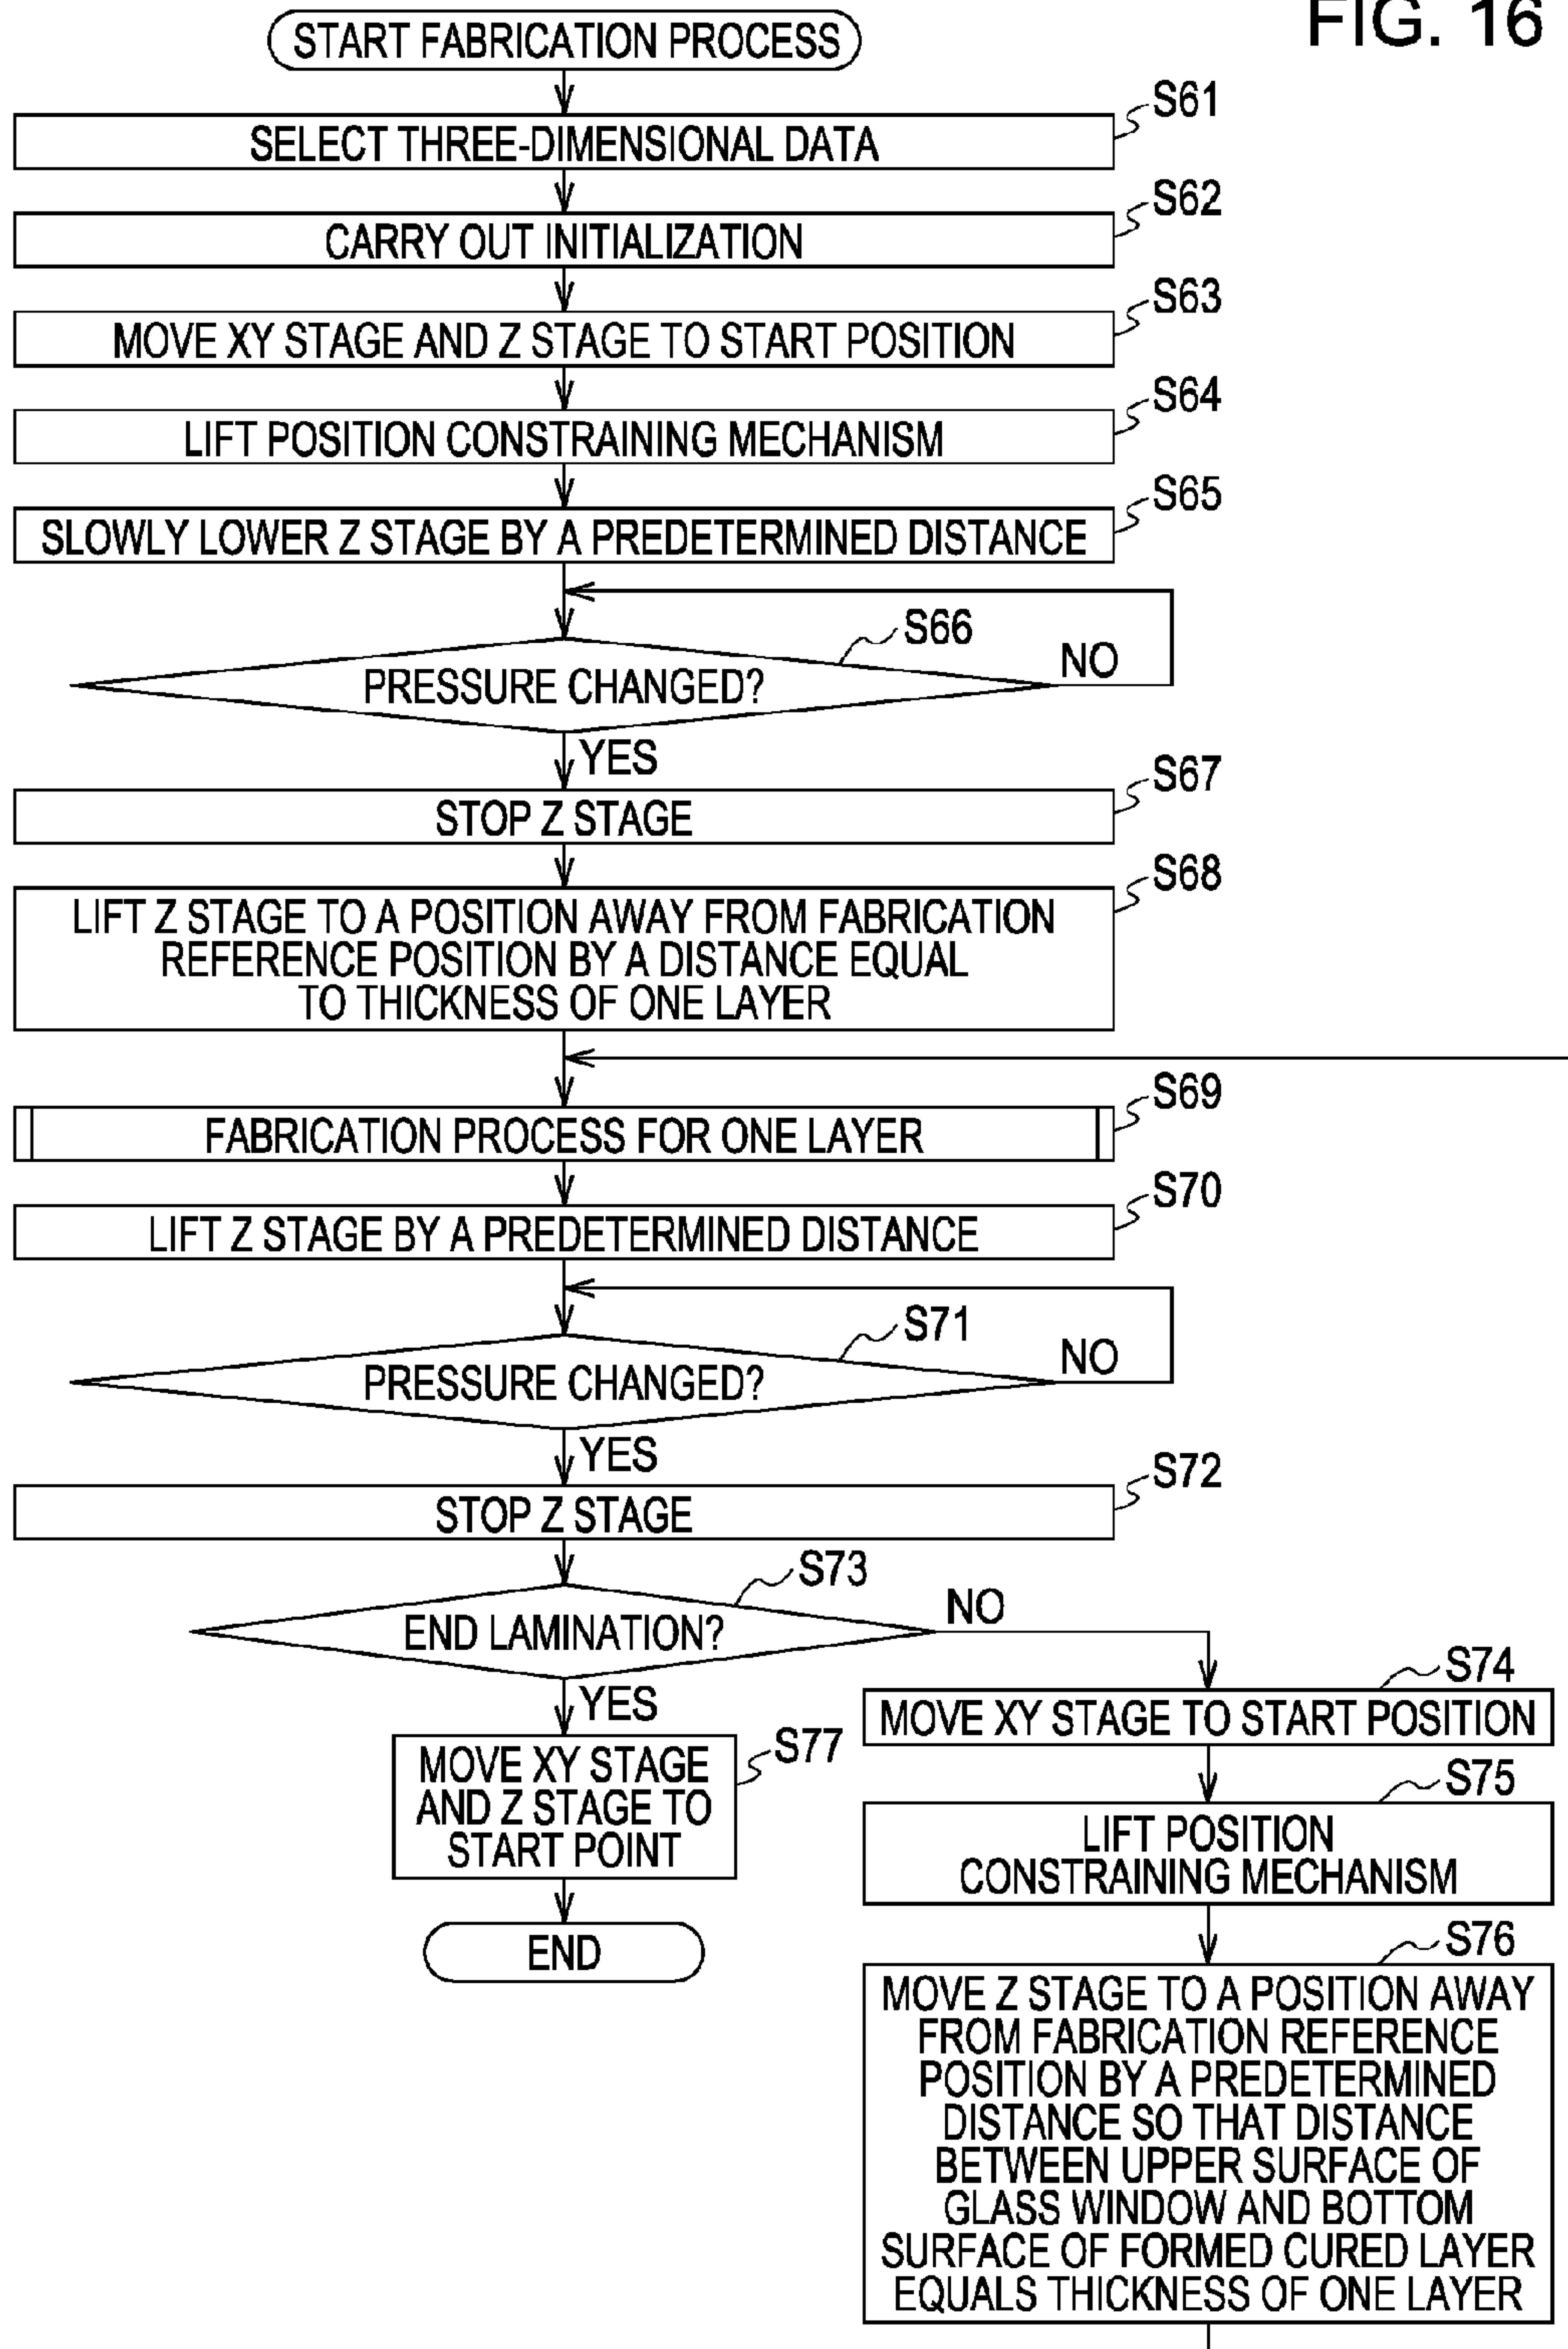 FIG. 16
START FABRICATION PROCESS
S61
SELECT THREE-DIMENSIONAL DATA
S62
CARRY OUT INITIALIZATION
S63
MOVE XY STAGE AND Z STAGE TO START POSITION
S64
LIFT POSITION CONSTRAINING MECHANISM
S65
SLOWLY LOWER Z STAGE BY A PREDETERMINED DISTANCE
S66
PRESSURE CHANGED?
NO
YES
S67
STOP Z STAGE
S68
LIFT Z STAGE TO A POSITION AWAY FROM FABRICATION
REFERENCE POSITION BY A DISTANCE EQUAL
TO THICKNESS OF ONE LAYER
S69
FABRICATION PROCESS FOR ONE LAYER
S70
LIFT Z STAGE BY A PREDETERMINED DISTANCE
S71
PRESSURE CHANGED?
NO
YES
S72
STOP Z STAGE
S73
END LAMINATION?
NO
YES
S77
MOVE XY STAGE
AND Z STAGE TO
START POINT
END
S74
MOVE XY STAGE TO START POSITION
S75
LIFT POSITION
CONSTRAINING MECHANISM
S76
MOVE Z STAGE TO A POSITION AWAY
FROM FABRICATION REFERENCE
POSITION BY A PREDETERMINED
DISTANCE SO THAT DISTANCE
BETWEEN UPPER SURFACE OF
GLASS WINDOW AND BOTTOM
SURFACE OF FORMED CURED LAYER
EQUALS THICKNESS OF ONE LAYER